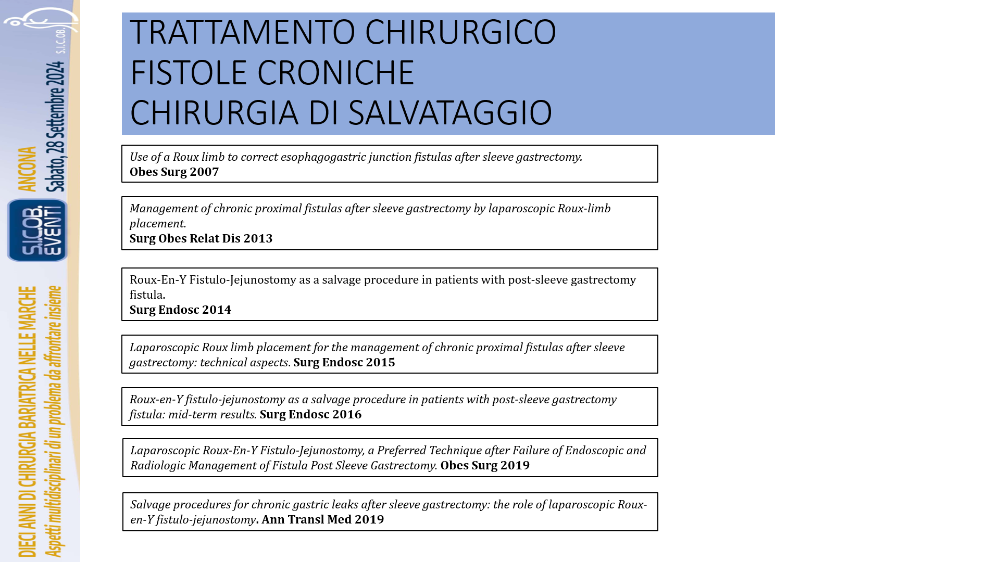 TRATTAMENTO CHIRURGICO
FISTOLE CRONICHE
CHIRURGIA DI SALVATAGGIO
Use of a Roux limb to correct esophagogastric junction fistulas after sleeve gastrectomy.
Obes Surg 2007
Management of chronic proximal fistulas after sleeve gastrectomy by laparoscopic Roux-limb
placement.
Surg Obes Relat Dis 2013
Roux-En-Y Fistulo-Jejunostomy as a salvage procedure in patients with post-sleeve gastrectomy
fistula.
Surg Endosc 2014
Laparoscopic Roux limb placement for the management of chronic proximal fistulas after sleeve
gastrectomy: technical aspects. Surg Endosc 2015
Roux-en-Y fistulo-jejunostomy as a salvage procedure in patients with post-sleeve gastrectomy
fistula: mid-term results. Surg Endosc 2016
Laparoscopic Roux-En-Y Fistulo-Jejunostomy, a Preferred Technique after Failure of Endoscopic and
Radiologic Management of Fistula Post Sleeve Gastrectomy. Obes Surg 2019
Salvage procedures for chronic gastric leaks after sleeve gastrectomy: the role of laparoscopic Roux-
en-Y fistulo-jejunostomy. Ann Transl Med 2019
DIECI ANNI DI CHIRURGIA BARIATRICA NELLE MARCHE
Aspetti multidisciplinari di un problema da affrontare insieme
S.I.C.OB.
EVENTI
ANCONA
Sabato, 28 Settembre 2024
S.I.C.OB.